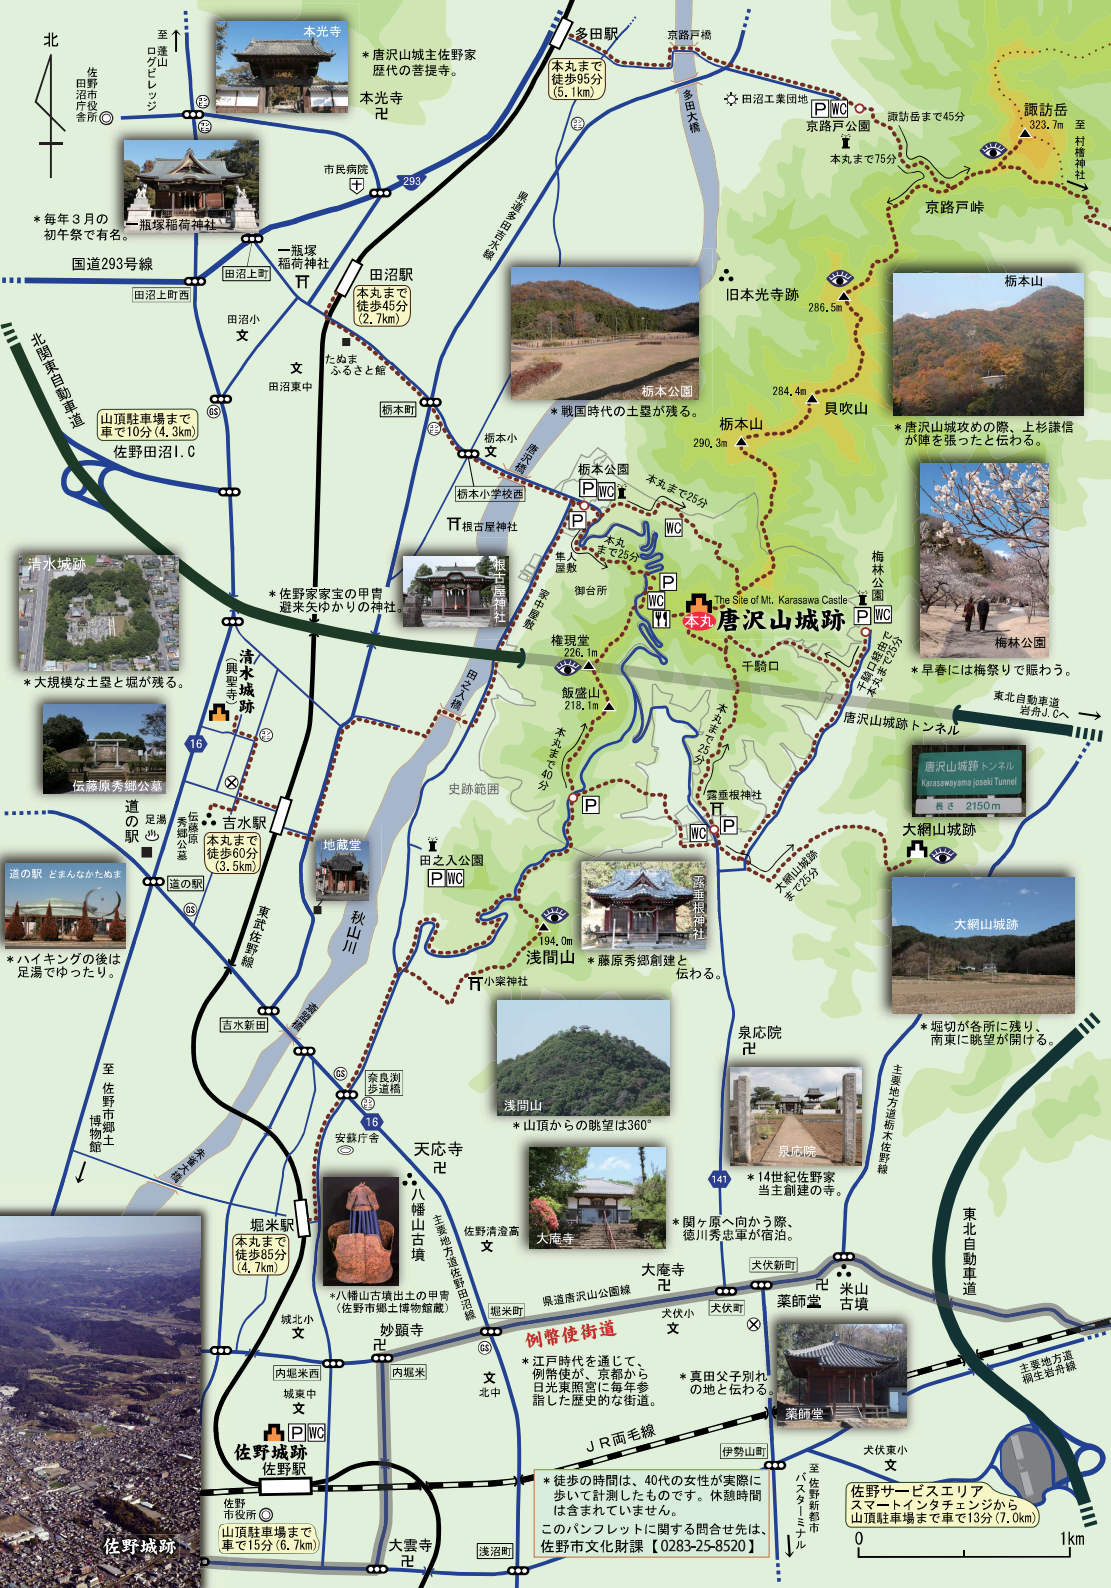 北
至 蓬山ログビレッジ
佐野市役所
田沼庁舎
本光寺
*唐沢山城主佐野家
歴代の菩提寺。
本光寺
多田駅
本丸まで
徒歩95分
(5.1km)
京路戸橋
多田大橋
田沼工業団地
P WC
京路戸公園
本丸まで75分
諏訪岳まで45分
諏訪岳
323.7m
至 村檜神社
京路戸峠
市民病院
293
県道多田吉水線
一瓶塚稲荷神社
*毎年3月の
初午祭で有名。
国道293号線
田沼上町
田沼上町西
一瓶塚
稲荷神社
田沼駅
本丸まで
徒歩45分
(2.7km)
田沼小
文
文
田沼東中
たぬま
ふるさと館
旧本光寺跡
286.5m
栃本山
*唐沢山城攻めの際、上杉謙信
が陣を張ったと伝わる。
栃本公園
*戦国時代の土塁が残る。
284.4m
貝吹山
栃本山
290.3m
北関東自動車道
GS
山頂駐車場まで
車で10分(4.3km)
佐野田沼I.C
栃本町
栃本小
文
唐沢橋
栃本小学校西
栃本公園
P WC
本丸まで25分
P
WC
根古屋神社
隼人屋敷
本丸
まで25分
御台所
P
WC
家中屋敷
根古屋神社
The Site of Mt. Karasawa Castle
本丸
唐沢山城跡
梅林公園
P WC
梅林公園
*早春には梅祭りで賑わう。
千騎口経由で
本丸まで25分
千騎口
清水城跡
*大規模な土塁と堀が残る。
*佐野家家宝の甲冑
避来矢ゆかりの神社。
清水城跡
(興聖寺)
権現堂
226.1m
飯盛山
218.1m
田之入橋
本丸まで40分
本丸まで25分
東北自動車道
岩舟J.Cへ
唐沢山城跡トンネル
唐沢山城跡トンネル
Karasawayama joseki Tunnel
長さ 2150m
16
伝藤原秀郷公墓
道の駅
足湯
伝藤原
秀郷公墓
吉水駅
本丸まで
徒歩60分
(3.5km)
史跡範囲
P
露垂根神社
WC P
大網山城跡
まで25分
大網山城跡
地蔵堂
田之入公園
P WC
道の駅 どまんなかたぬま
*ハイキングの後は
足湯でゆったり。
道の駅
GS
東武佐野線
秋山川
194.0m
浅間山
小窯神社
露垂根神社
*藤原秀郷創建と
伝わる。
大網山城跡
*堀切が各所に残り、
南東に眺望が開ける。
吉水新田
浅間山
*山頂からの眺望は360°
泉応院
泉応院
*14世紀佐野家
当主創建の寺。
主要地方道栃木佐野線
至 佐野市郷土
博物館
GS
奈良渕
歩道橋
16
安蘇庁舎
天応寺
八幡山古墳
主要地方道佐野田沼線
佐野清澄高
文
朱雀大橋
堀米駅
本丸まで
徒歩85分
(4.7km)
*八幡山古墳出土の甲冑
(佐野市郷土博物館蔵)
大庵寺
*関ヶ原へ向かう際、
徳川秀忠軍が宿泊。
141
東北自動車道
大庵寺
犬伏新町
薬師堂
米山
古墳
犬伏町
犬伏小
文
県道唐沢山公園線
堀米町
例幣使街道
*江戸時代を通じて、
例幣使が、京都から
日光東照宮に毎年参
詣した歴史的な街道。
*真田父子別れ
の地と伝わる。
薬師堂
主要地方道
桐生岩舟線
城北小
文
妙顕寺
内堀米西
内堀米
GS
文
北中
城東中
文
P WC
佐野城跡
佐野駅
JR両毛線
伊勢山町
犬伏東小
文
至 佐野新都市
バスターミナル
佐野サービスエリア
スマートインタチェンジから
山頂駐車場まで車で13分(7.0km)
0 1km
佐野
市役所
山頂駐車場まで
車で15分(6.7km)
大雲寺
浅沼町
佐野城跡
*徒歩の時間は、40代の女性が実際に
歩いて計測したものです。休憩時間
は含まれていません。
このパンフレットに関する問合せ先は、
佐野市文化財課【0283-25-8520】